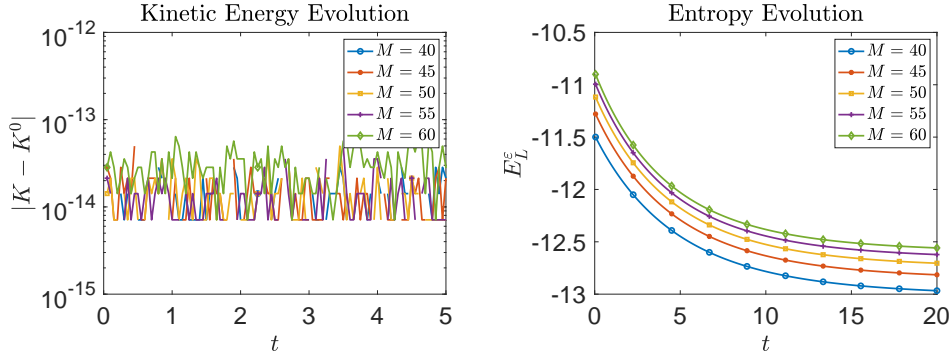 Kinetic Energy Evolution
10^{-12}
10^{-13}
10^{-14}
10^{-15}
|K − K^0|
0 1 2 3 4 5
t
M = 40
M = 45
M = 50
M = 55
M = 60
Entropy Evolution
-10.5
-11
-11.5
-12
-12.5
-13
E_L^ε
0 5 10 15 20
t
M = 40
M = 45
M = 50
M = 55
M = 60